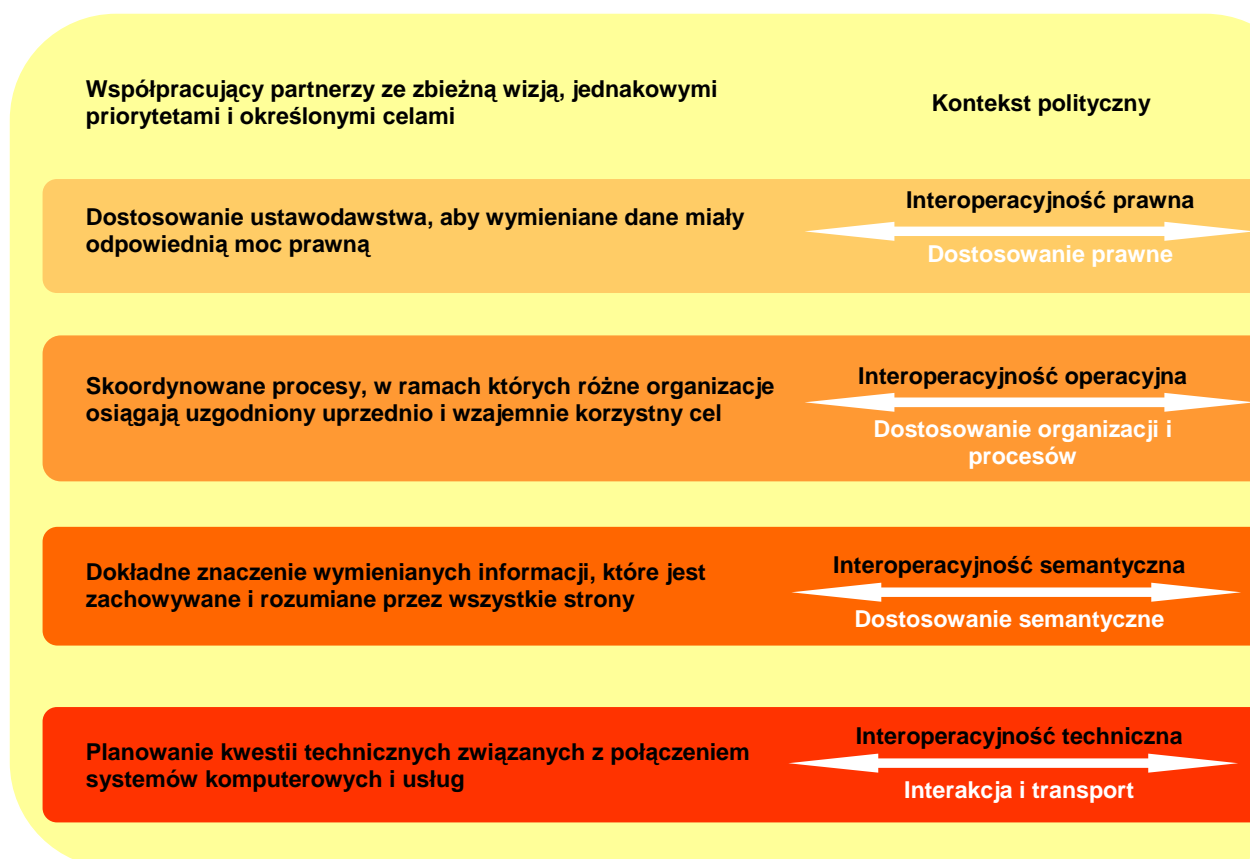 Współpracujący partnerzy ze zbieżną wizją, jednakowymi
priorytetami i określonymi celami
Kontekst polityczny
Dostosowanie ustawodawstwa, aby wymieniane dane miały
odpowiednią moc prawną
Interoperacyjność prawna
Dostosowanie prawne
Skoordynowane procesy, w ramach których różne organizacje
osiągają uzgodniony uprzednio i wzajemnie korzystny cel
Interoperacyjność operacyjna
Dostosowanie organizacji i
procesów
Dokładne znaczenie wymienianych informacji, które jest
zachowywane i rozumiane przez wszystkie strony
Interoperacyjność semantyczna
Dostosowanie semantyczne
Planowanie kwestii technicznych związanych z połączeniem
systemów komputerowych i usług
Interoperacyjność techniczna
Interakcja i transport